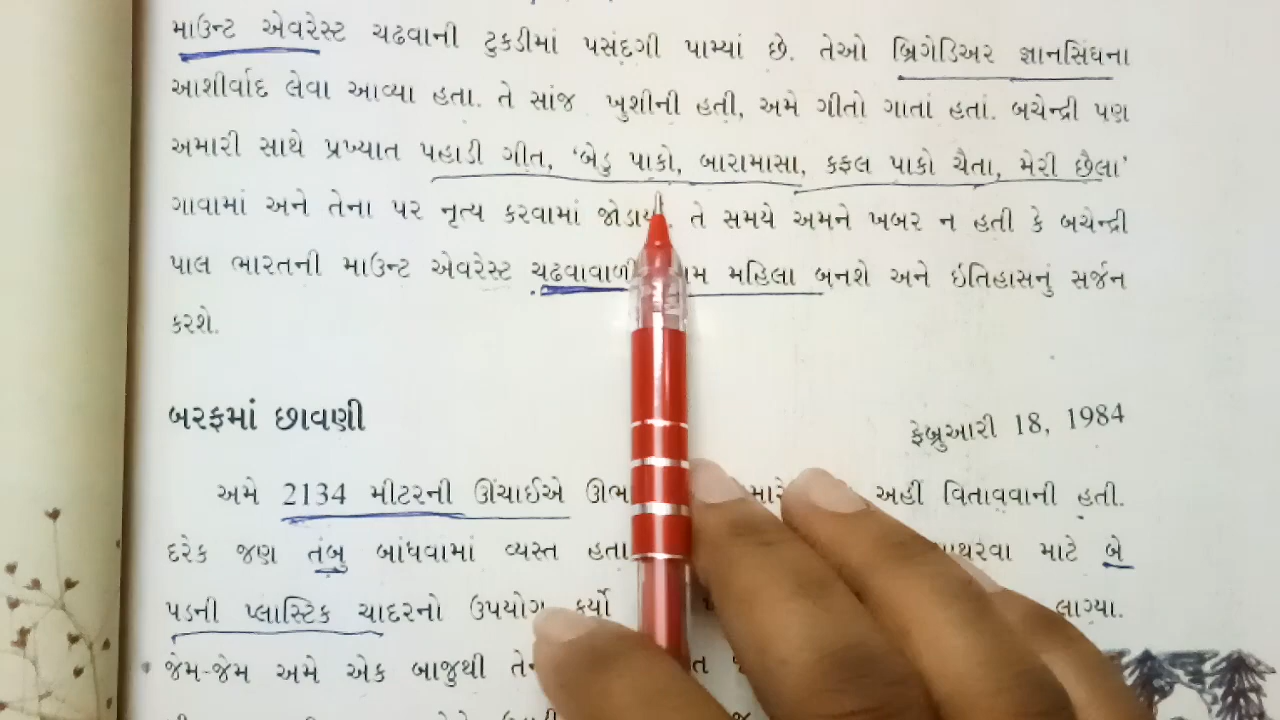 માઉન્ટ એવરેસ્ટ ચઢવાની ટુકડીમાં પસંદગી પામ્યાં છે. તેઓ બ્રિગેડિઅર જ્ઞાનસિંઘના
આશીર્વાદ લેવા આવ્યા હતા. તે સાંજ ખુશીની હતી, અમે ગીતો ગાતાં હતાં. બચેન્દ્રી પણ
અમારી સાથે પ્રખ્યાત પહાડી ગીત, ‘બેડુ પાકો, બારામાસા, કફલ પાકો ચૈતા, મેરી છૈલા’
ગાવામાં અને તેના પર નૃત્ય કરવામાં તે સમયે અમને ખબર ન હતી કે બચેન્દ્રી
પાલ ભારતની માઉન્ટ એવરેસ્ટ ચઢવાવાળી મહિલા બનશે અને ઇતિહાસનું સર્જન
કરશે.
બરફમાં છાવણી
ફેબ્રુઆરી 18, 1984
અમે 2134 મીટરની ઊંચાઈએ અહીં વિતાવવાની હતી.
દરેક જણ તંબુ બાંધવામાં વ્યસ્ત માટે બે
પડની પ્લાસ્ટિક ચાદરનો ઉપયોગ કર્યો લાગ્યા.
જેમ-જેમ અમે એક બાજુથી